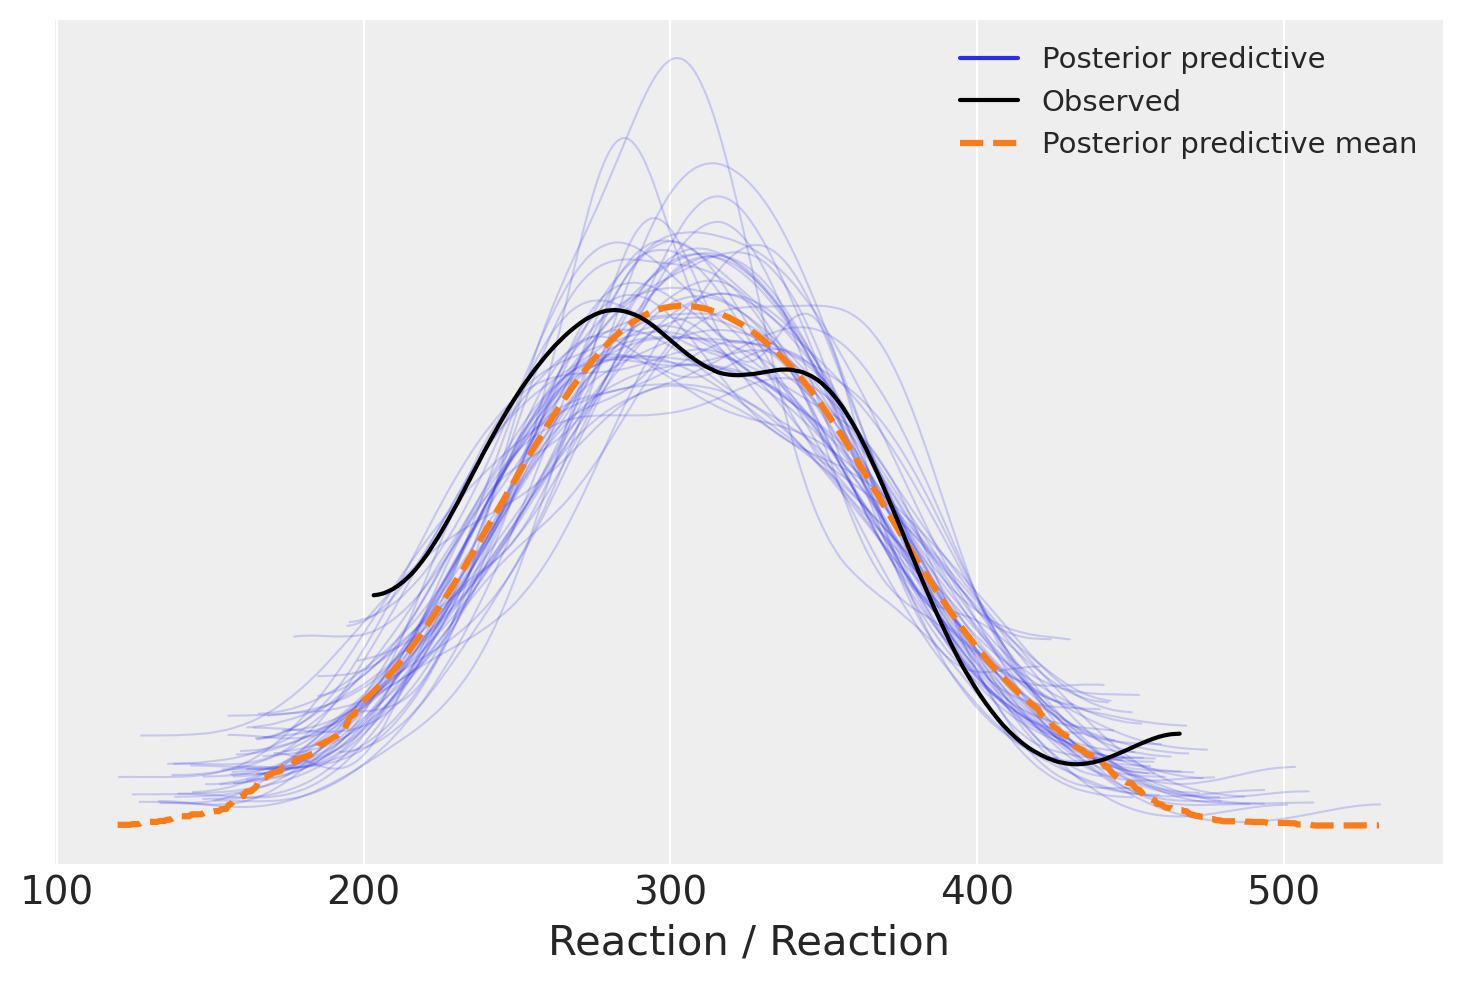 Posterior predictive
Observed
Posterior predictive mean
100 200 300 400 500
Reaction / Reaction